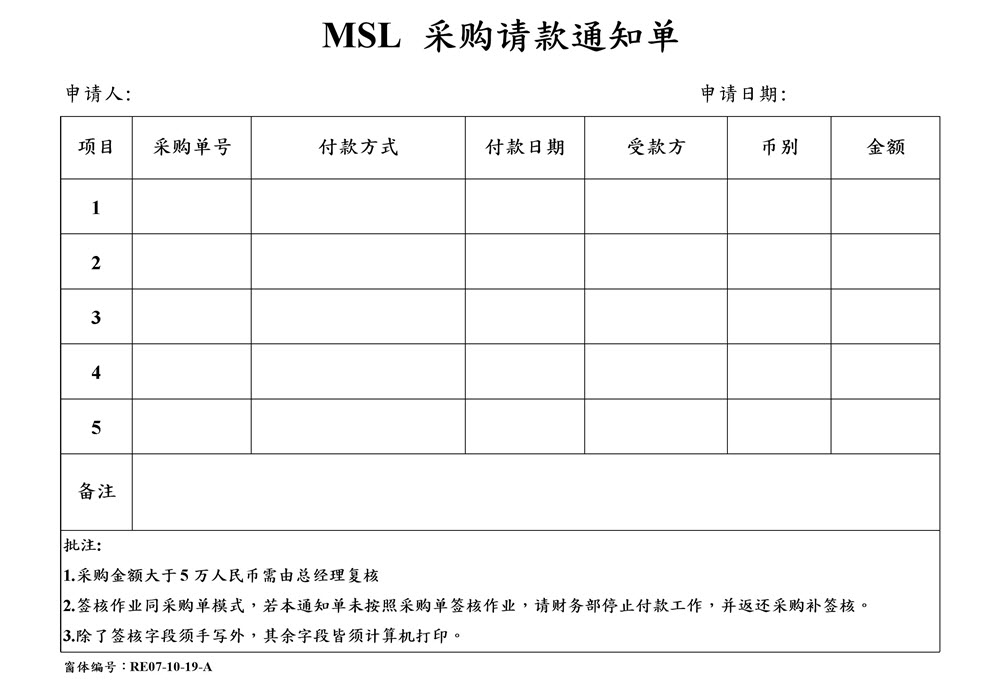 MSL 采购请款通知单
申请人: 申请日期:
项目 采购单号 付款方式 付款日期 受款方 币别 金额
1
2
3
4
5
备注
批注:
1.采购金额大于 5 万人民币需由总经理复核
2.签核作业同采购单模式，若本通知单未按照采购单签核作业，请财务部停止付款工作，并返还采购补签核。
3.除了签核字段须手写外，其余字段皆须计算机打印。
窗体编号：RE07-10-19-A